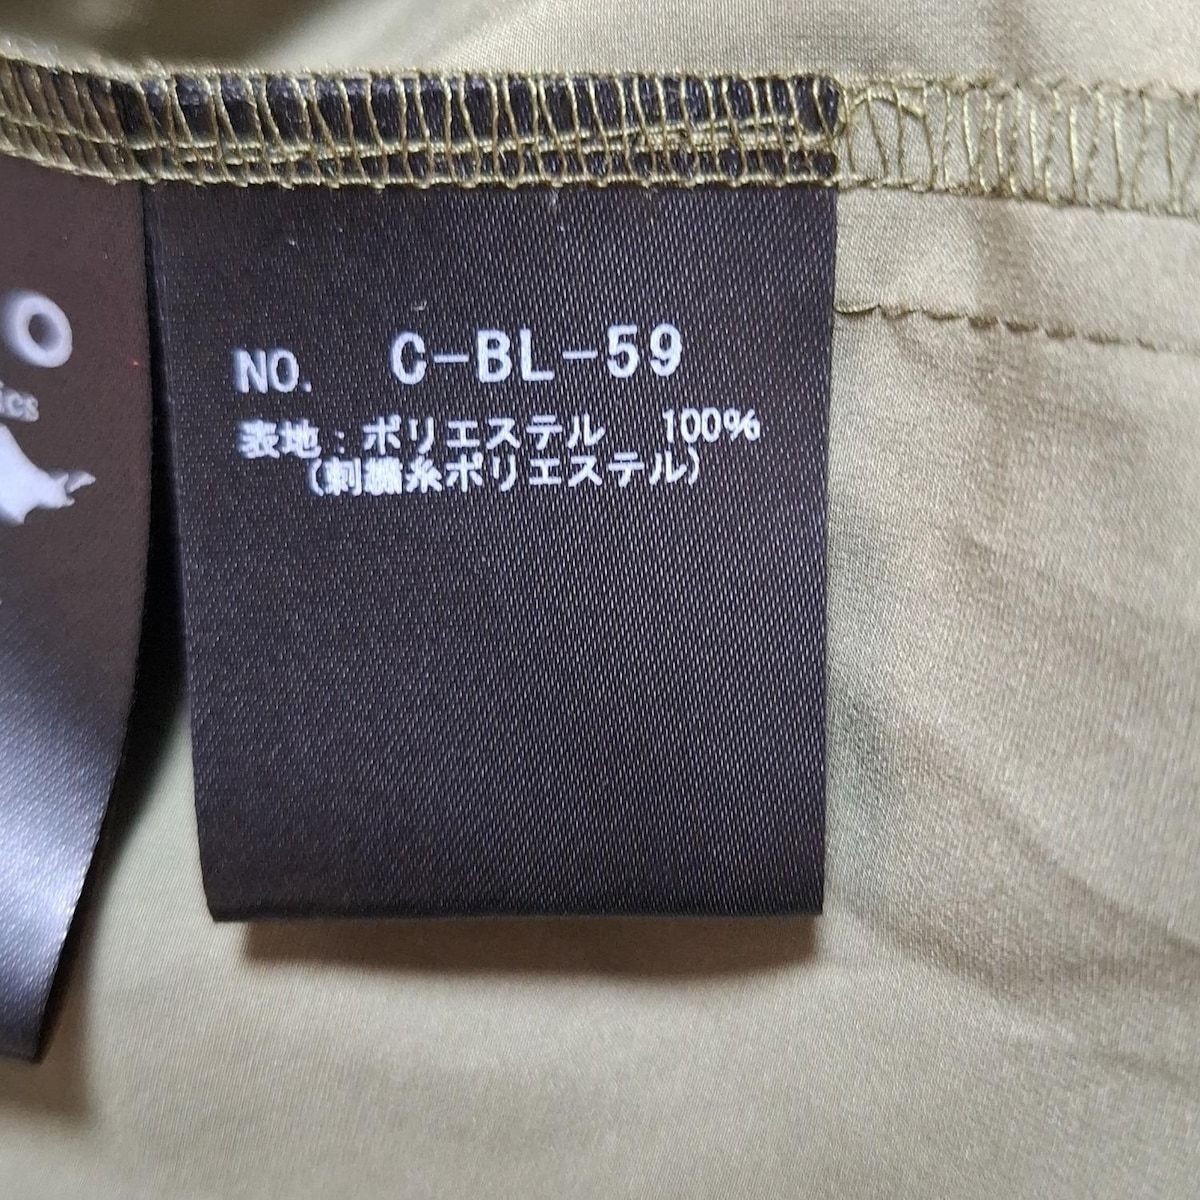 O
ics
NO. C-BL-59
表地:ポリエステル 100%
(刺繍糸ポリエステル)